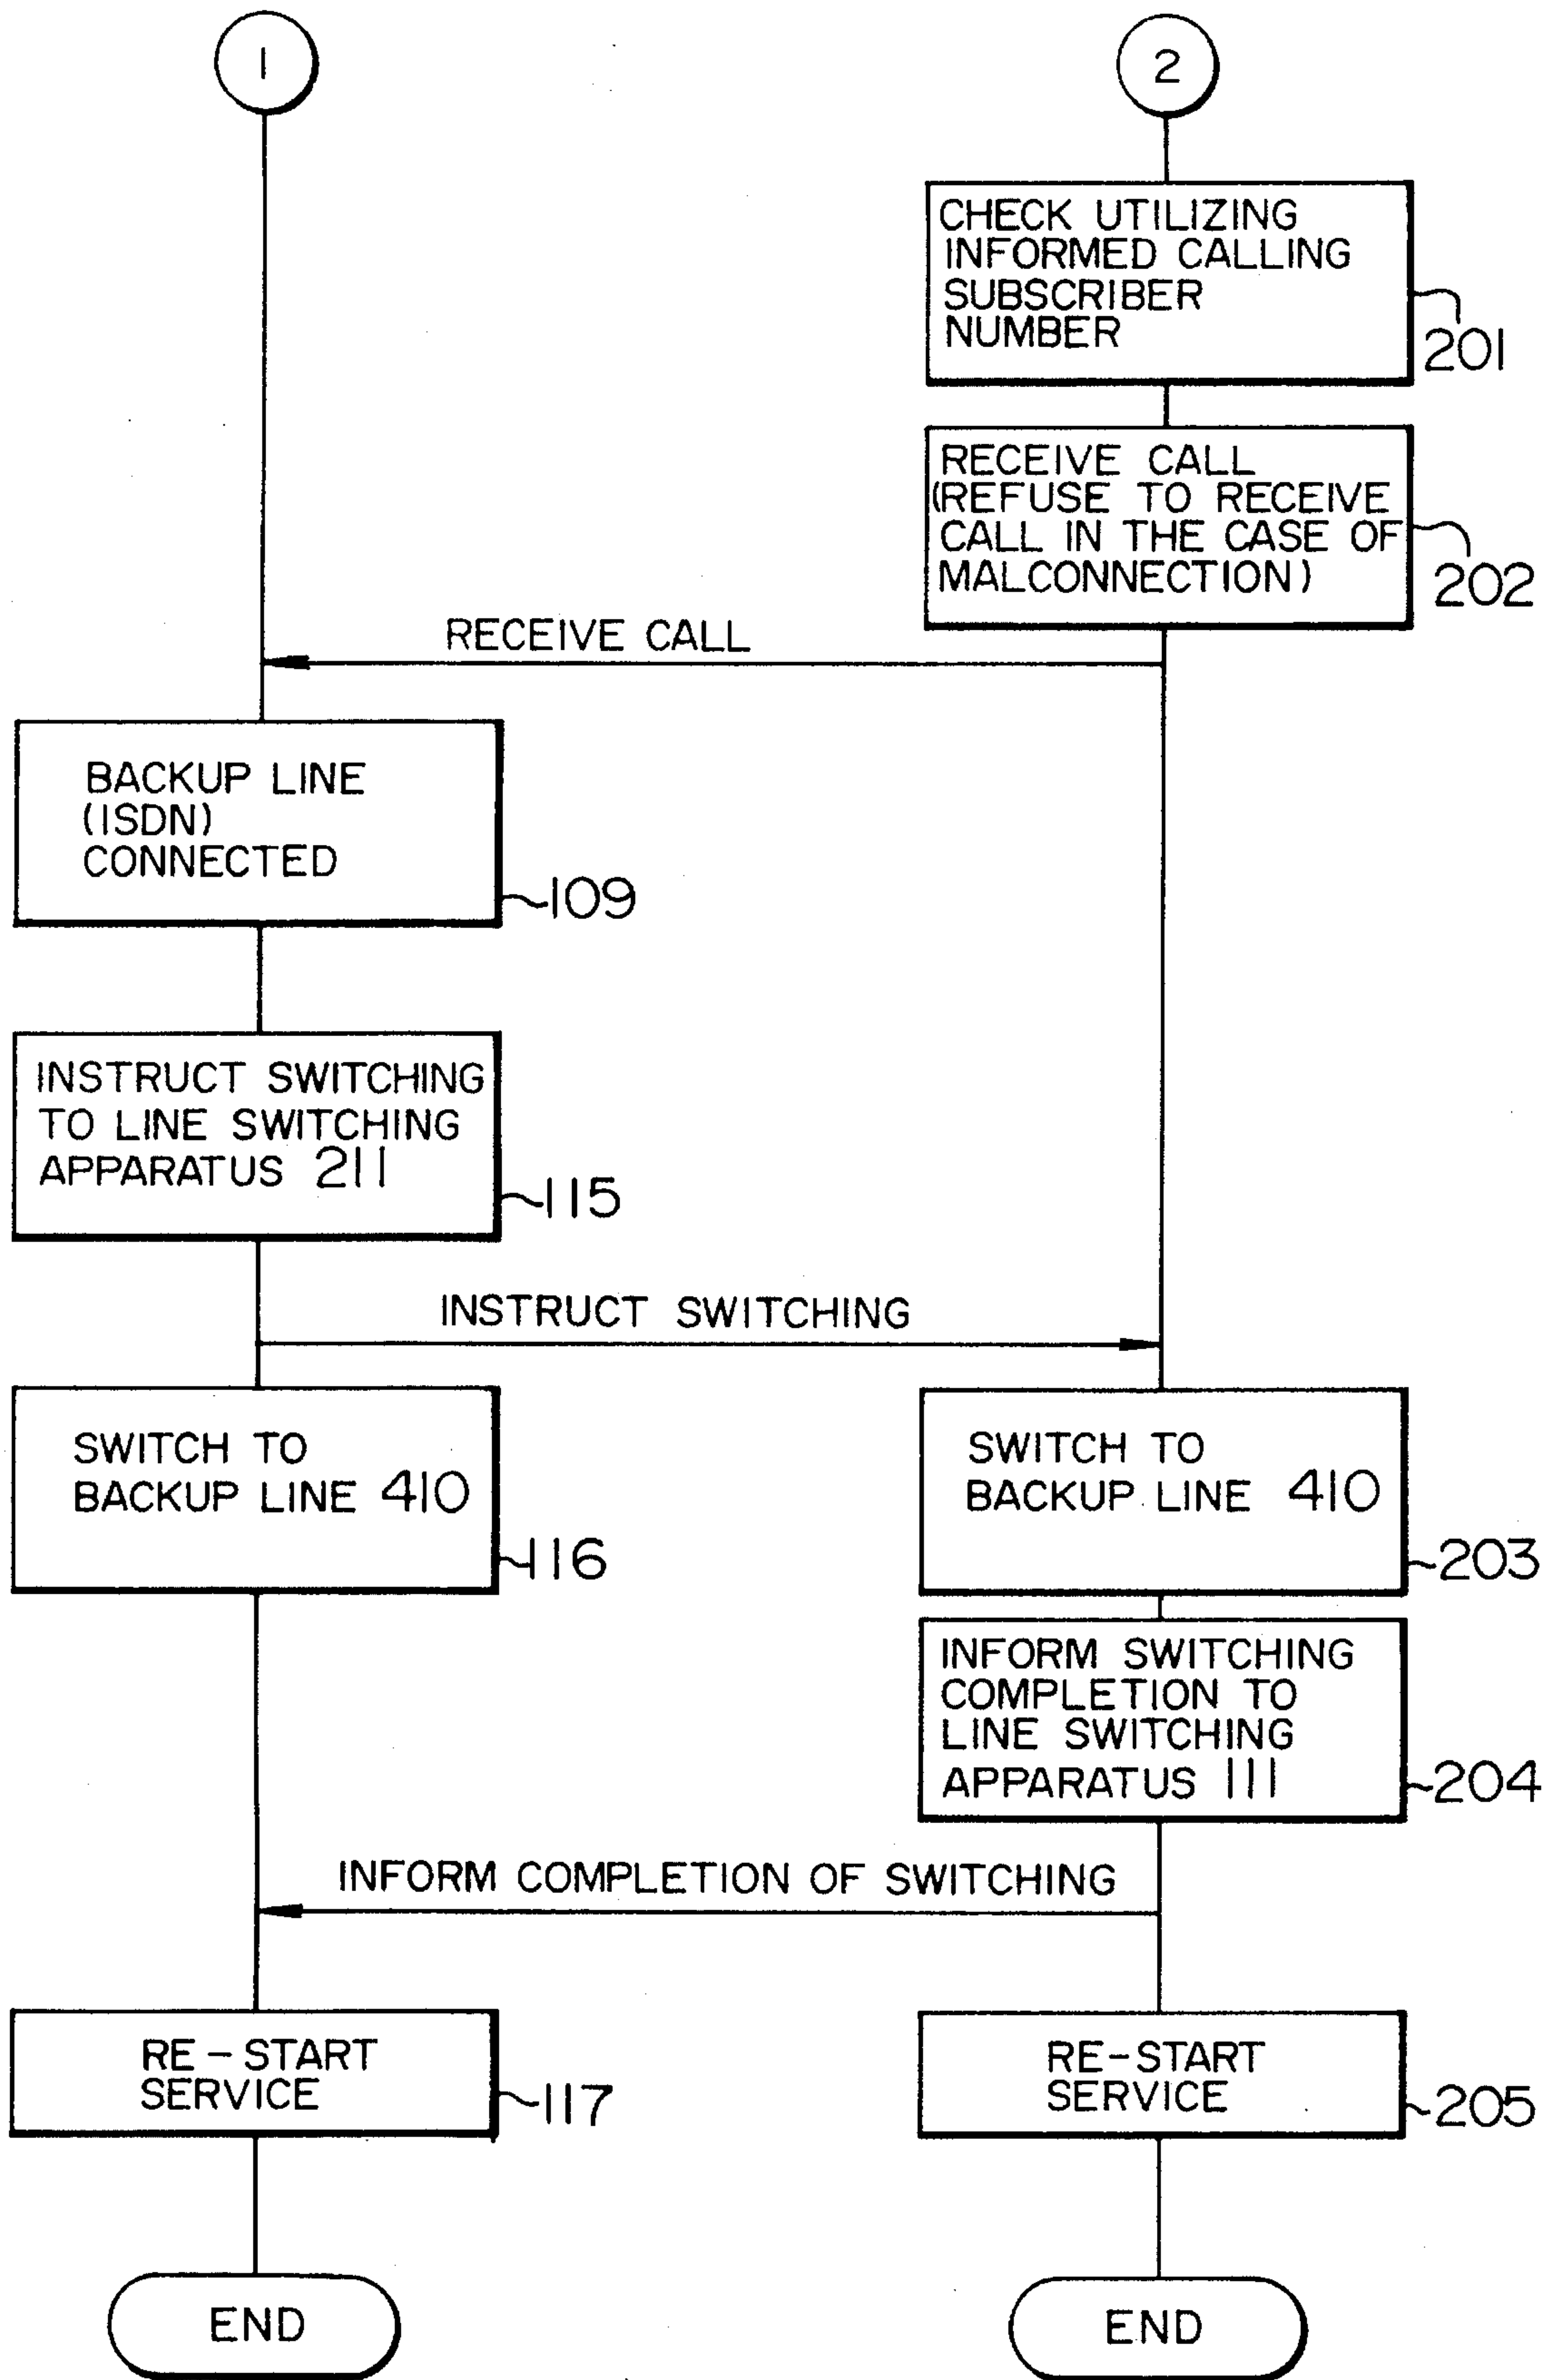 1
2
CHECK UTILIZING
INFORMED CALLING
SUBSCRIBER
NUMBER
201
RECEIVE CALL
(REFUSE TO RECEIVE
CALL IN THE CASE OF
MALCONNECTION)
202
RECEIVE CALL
BACKUP LINE
(ISDN)
CONNECTED
109
INSTRUCT SWITCHING
TO LINE SWITCHING
APPARATUS 211
115
INSTRUCT SWITCHING
SWITCH TO
BACKUP LINE 410
116
SWITCH TO
BACKUP LINE 410
203
INFORM SWITCHING
COMPLETION TO
LINE SWITCHING
APPARATUS 111
204
INFORM COMPLETION OF SWITCHING
RE-START
SERVICE
117
RE-START
SERVICE
205
END
END